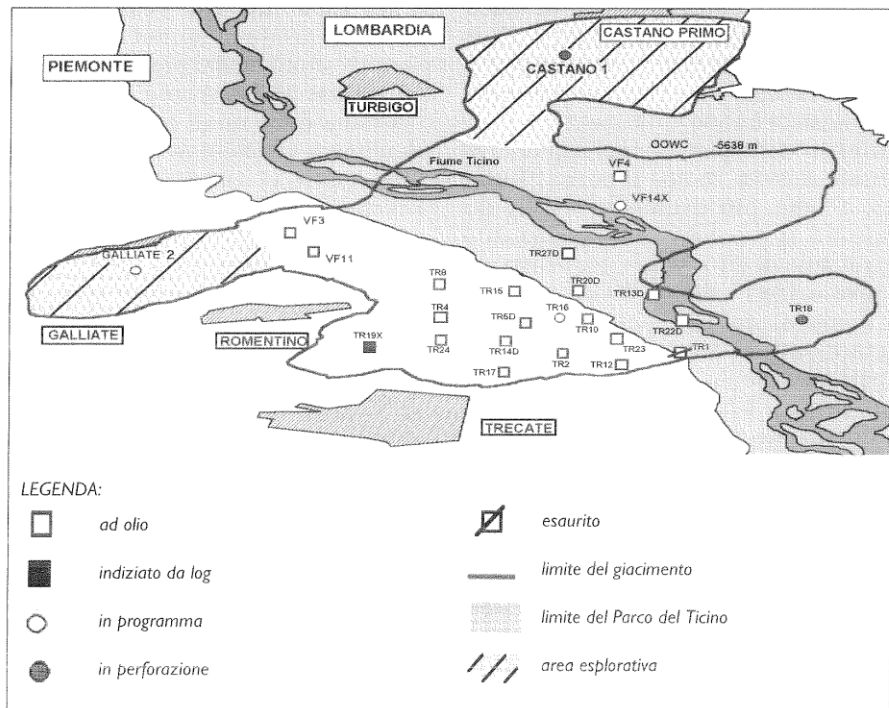 LOMBARDIA
CASTANO PRIMO
PIEMONTE
CASTANO 1
TURBIGO
OOWC -5638 m
Fiume Ticino
VF4
VF14X
VF3
VF11
GALLIATE 2
TR27D
TR8
TR15
TR20D
TR13D
TR4
TR5D
TR16
TR10
TR22D
TR18
GALLIATE
ROMENTINO
TR19X
TR24
TR14D
TR23
TR1
TR2
TR12
TR17
TRECATE
LEGENDA:
ad olio
esaurito
indiziato da log
limite del giacimento
in programma
limite del Parco del Ticino
in perforazione
area esplorativa